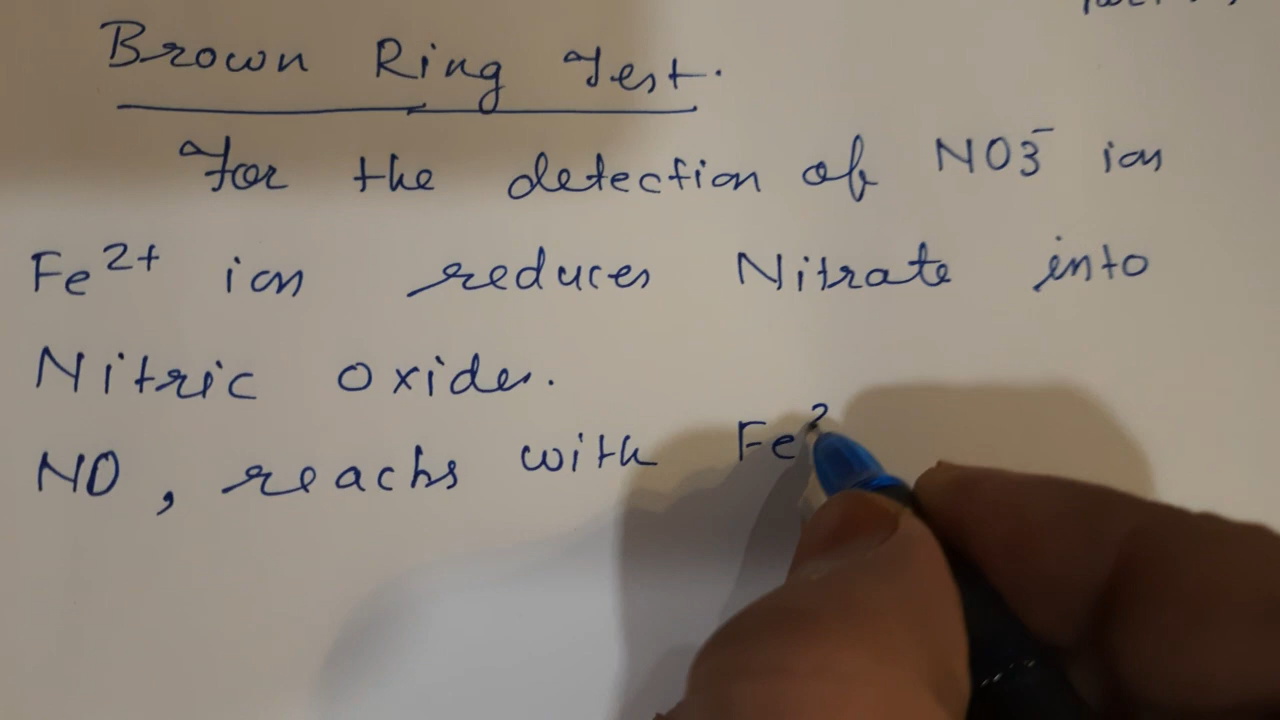 Brown Ring Test.
For the detection of NO3⁻ ion
Fe²⁺ ion reduces Nitrate into
Nitric oxide.
NO, reacts with Fe²